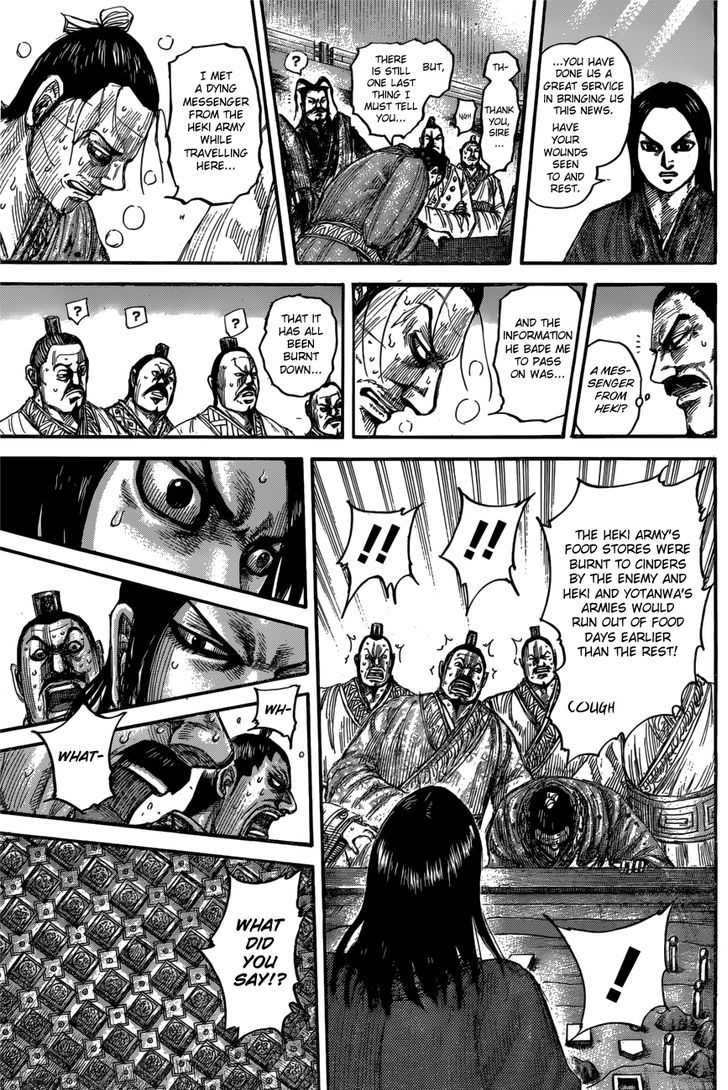 ...YOU HAVE
DONE US A
GREAT SERVICE
IN BRINGING US
THIS NEWS.
HAVE
YOUR
WOUNDS
SEEN TO
AND
REST.
TH-
THANK
YOU,
SIRE...
UGH
BUT,
THERE
IS STILL
ONE LAST
THING I
MUST TELL
YOU...
?
I MET
A DYING
MESSENGER
FROM THE
HEKI ARMY
WHILE
TRAVELLING
HERE...
A MES-
SENGER
FROM
HEKI?
AND THE
INFORMATION
HE BADE ME
TO PASS
ON WAS...
THAT IT
HAS ALL
BEEN
BURNT
DOWN...
?
?
?
THE HEKI ARMY'S
FOOD STORES WERE
BURNT TO CINDERS
BY THE ENEMY AND
HEKI AND YOTANWA'S
ARMIES WOULD
RUN OUT OF FOOD
DAYS EARLIER
THAN THE REST!
COUGH
!!
!!
!
WH-
WHAT-
WHAT
DID
YOU
SAY!?